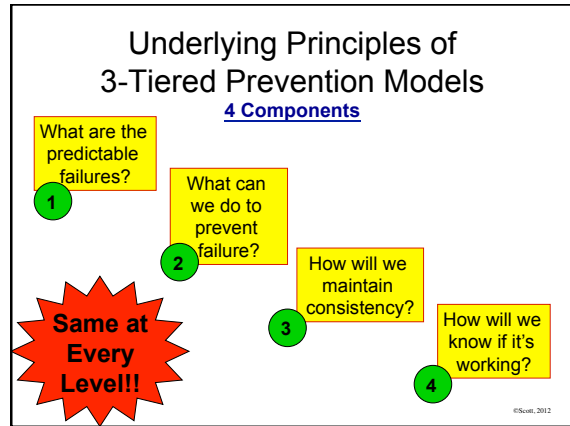 Underlying Principles of
3-Tiered Prevention Models
4 Components
What are the
predictable
failures?
1
What can
we do to
prevent
failure?
2
How will we
maintain
consistency?
3
How will we
know if it's
working?
4
Same at
Every
Level!!
©Scott, 2012